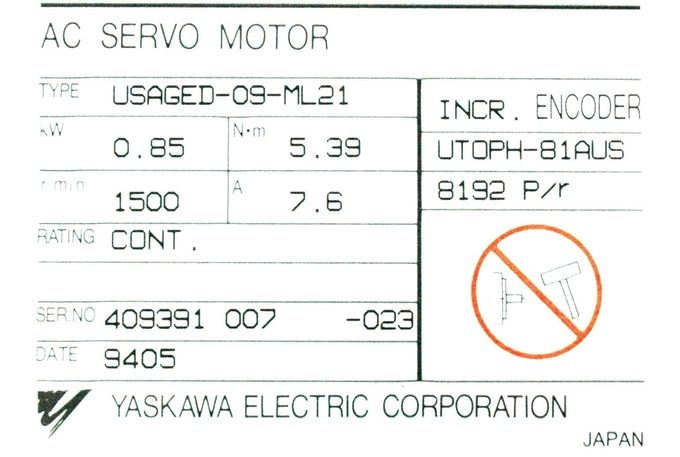 AC SERVO MOTOR
TYPE USAGED-09-ML21
kW 0.85 N·m 5.39
r min 1500 A 7.6
RATING CONT.
SER.NO 409391 007 -023
DATE 9405
INCR. ENCODER
UTOPH-81AUS
8192 P/r
YASKAWA ELECTRIC CORPORATION
JAPAN